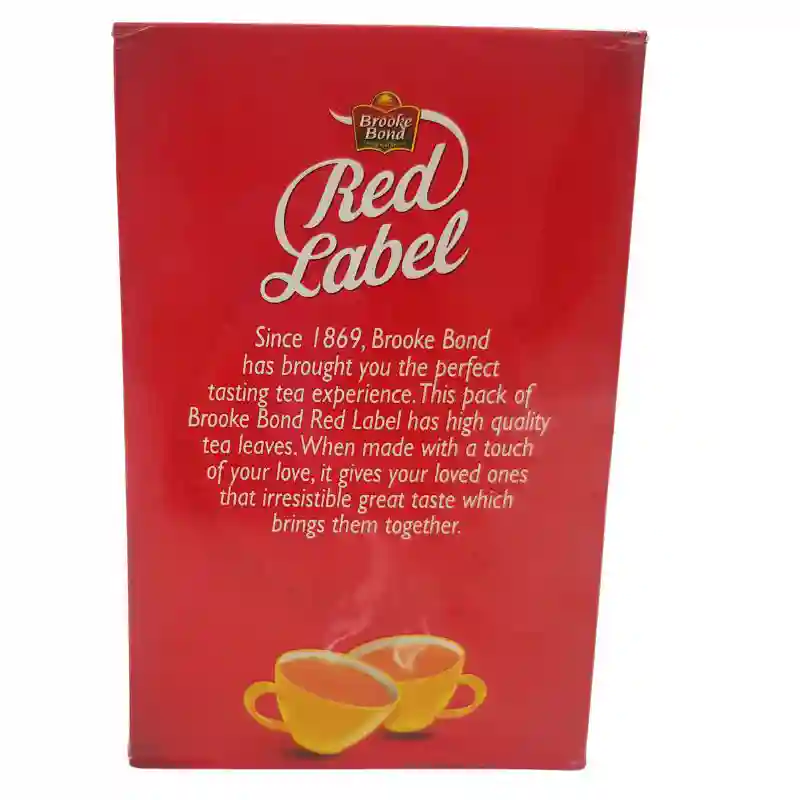 Brooke
Bond
Red
Label
Since 1869, Brooke Bond
has brought you the perfect
tasting tea experience. This pack of
Brooke Bond Red Label has high quality
tea leaves. When made with a touch
of your love, it gives your loved ones
that irresistible great taste which
brings them together.